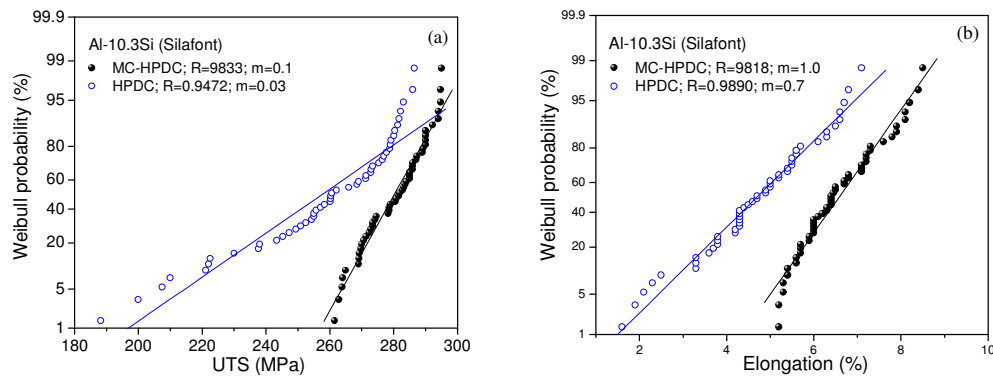 (a)
Al-10.3Si (Silafont)
MC-HPDC; R=9833; m=0.1
HPDC; R=0.9472; m=0.03
Weibull probability (%)
99.9
99
95
80
60
40
20
5
1
180 200 220 240 260 280 300
UTS (MPa)
(b)
Al-10.3Si (Silafont)
MC-HPDC; R=9818; m=1.0
HPDC; R=0.9890; m=0.7
Weibull probability (%)
99.9
99
95
80
60
40
20
5
1
2 4 6 8 10
Elongation (%)